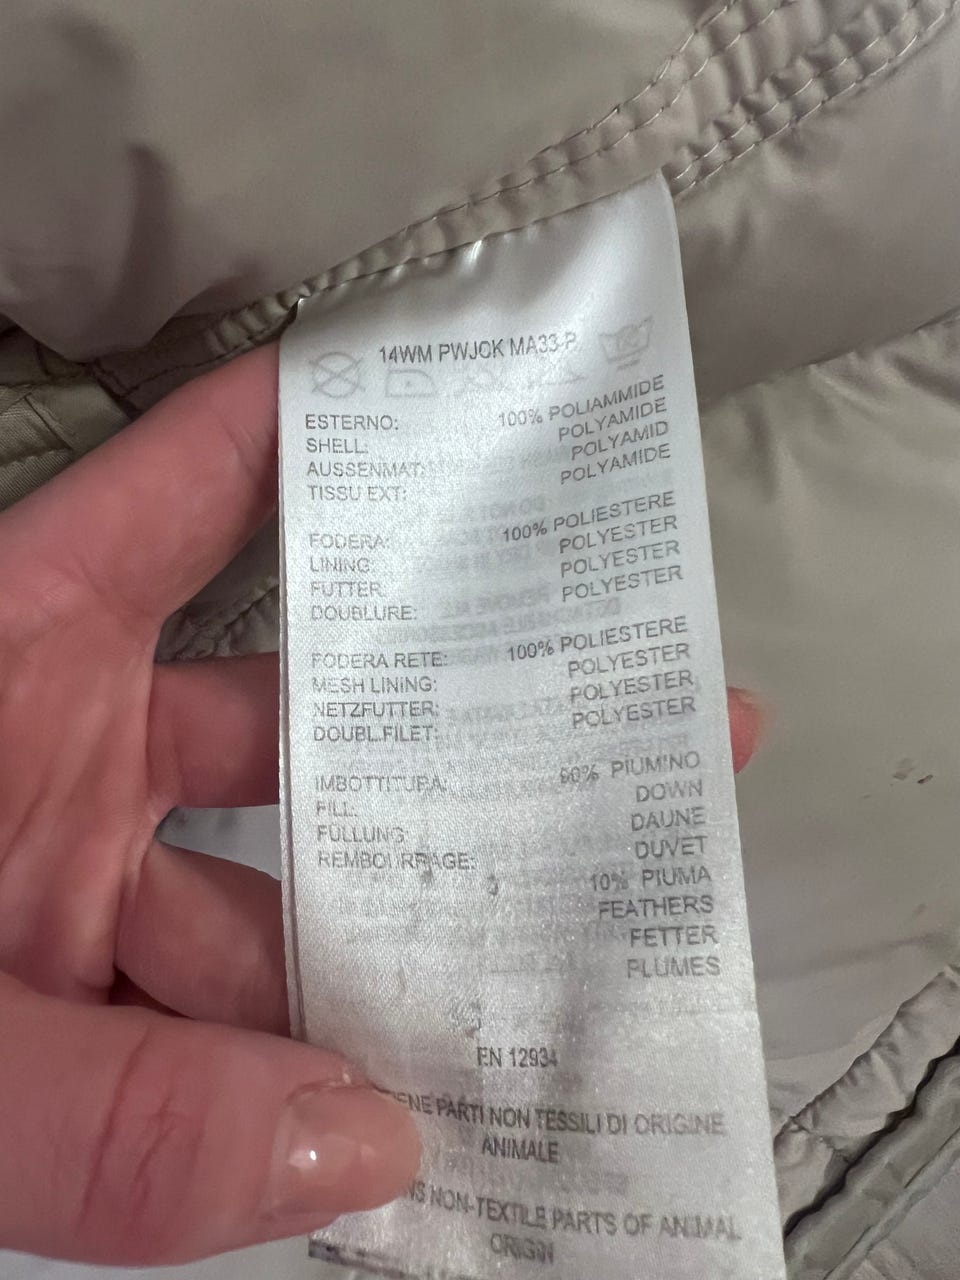 14WM PWJCK MA33-P
ESTERNO: 100% POLIAMMIDE
SHELL: POLYAMIDE
AUSSENMAT: POLYAMID
TISSU EXT: POLYAMIDE
FODERA: 100% POLIESTERE
LINING: POLYESTER
FUTTER POLYESTER
DOUBLURE: POLYESTER
FODERA RETE: 100% POLIESTERE
MESH LINING: POLYESTER
NETZFUTTER: POLYESTER
DOUBL.FILET: POLYESTER
IMBOTTITURA: 90% PIUMINO
FILL: DOWN
FÜLLUNG: DAUNE
REMBOURRAGE: DUVET
10% PIUMA
FEATHERS
FETTER
PLUMES
EN 12934
PARTI NON TESSILI DI ORIGINE
ANIMALE
NON-TEXTILE PARTS OF ANIMAL
ORIGIN